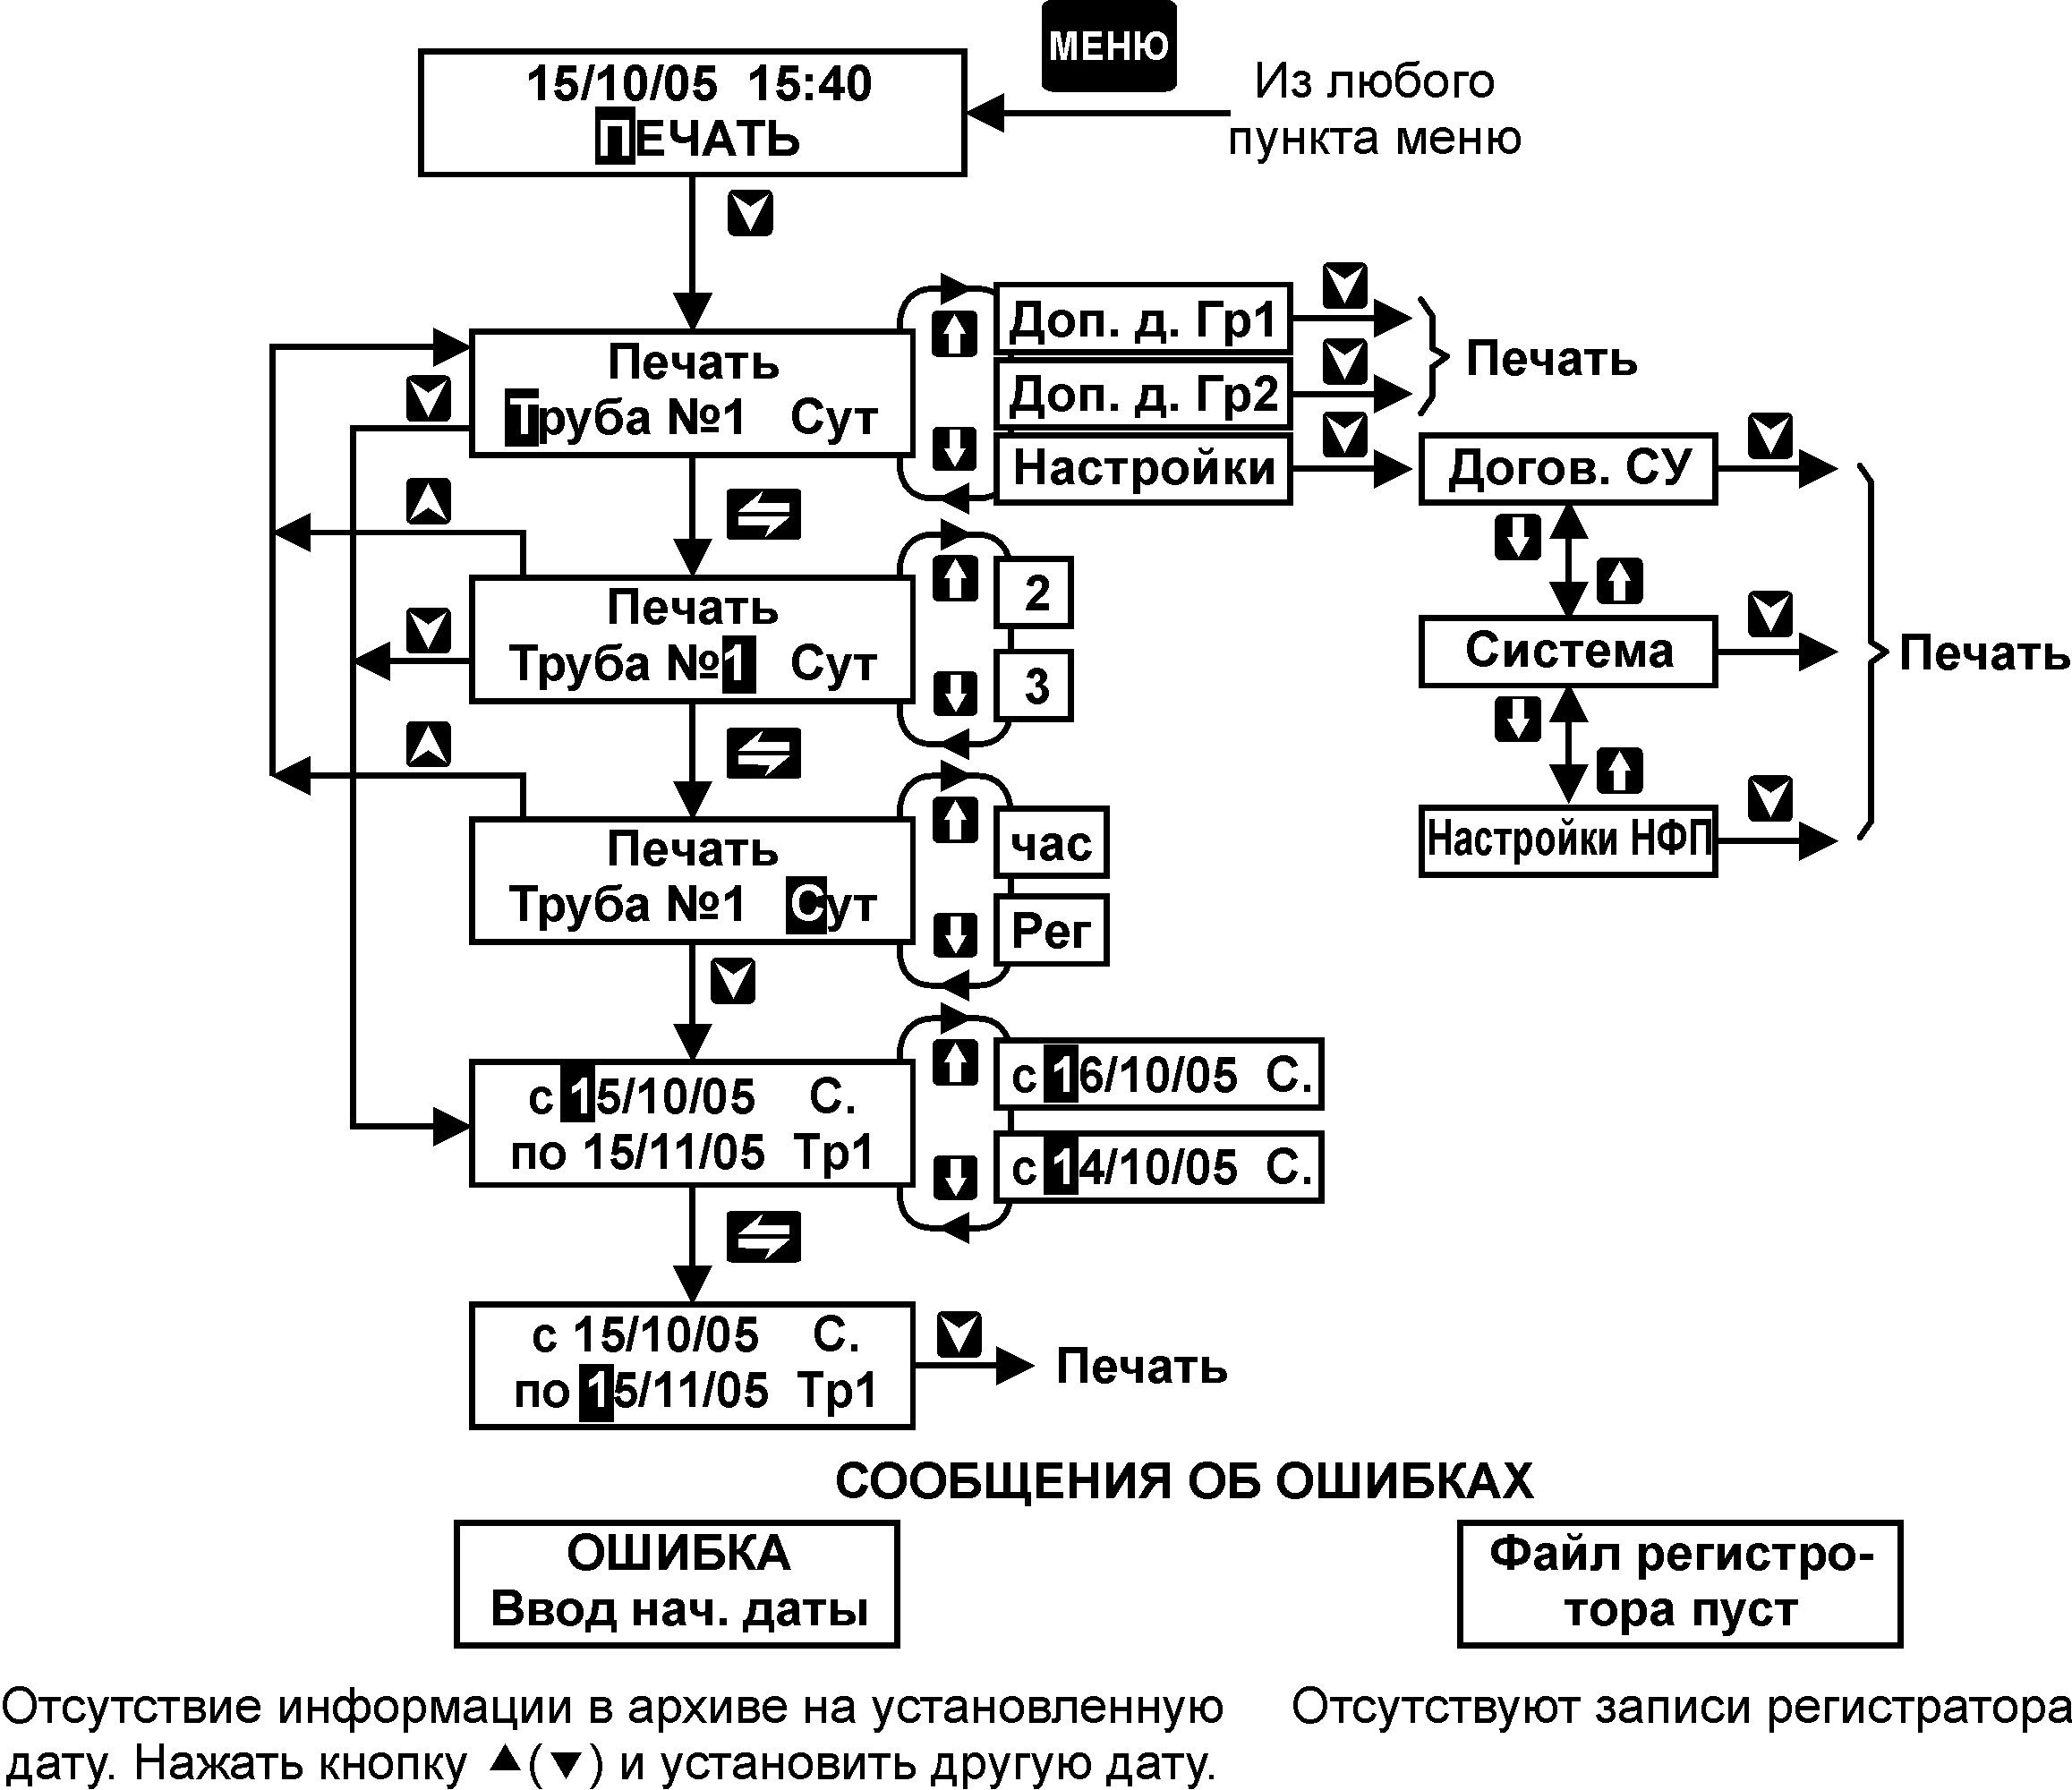 МЕНЮ
15/10/05 15:40
ПЕЧАТЬ
Из любого
пункта меню
Печать
Труба №1 Сут
Доп. д. Гр1
Доп. д. Гр2
Настройки
Печать
Догов. СУ
Система
Настройки НФП
Печать
Печать
Труба №1 Сут
2
3
Печать
Труба №1 Сут
час
Рег
с 15/10/05 С.
по 15/11/05 Тр1
с 16/10/05 С.
с 14/10/05 С.
с 15/10/05 С.
по 15/11/05 Тр1
Печать
СООБЩЕНИЯ ОБ ОШИБКАХ
ОШИБКА
Ввод нач. даты
Файл регистро-
тора пуст
Отсутствие информации в архиве на установленную
дату. Нажать кнопку ▲(▼) и установить другую дату.
Отсутствуют записи регистратора